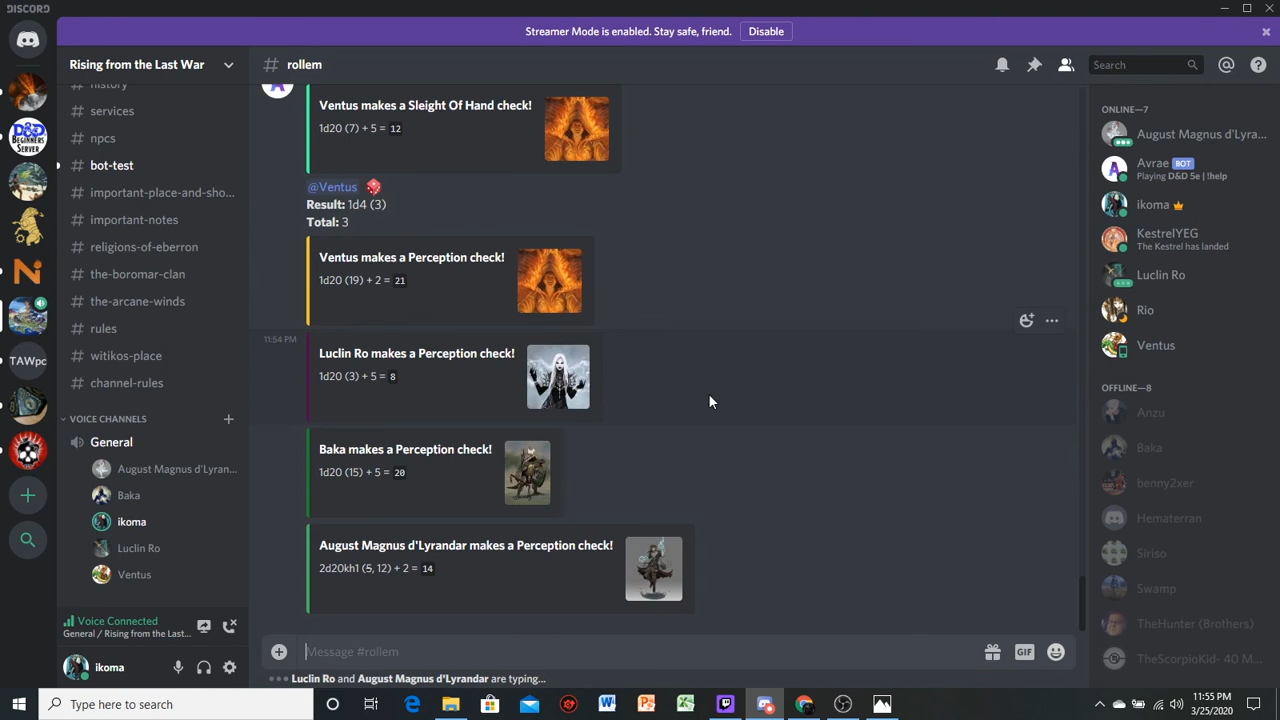 DISCORD
Streamer Mode is enabled. Stay safe, friend.
Disable
Rising from the Last War
# rollem
Search
history
# services
# npcs
# bot-test
# important-place-and-sho...
# important-notes
# religions-of-eberron
# the-boromar-clan
# the-arcane-winds
# rules
# witikos-place
# channel-rules
VOICE CHANNELS
General
August Magnus d'Lyran...
Baka
ikoma
Luclin Ro
Ventus
Voice Connected
General / Rising from the Last...
ikoma
D&D
BEGINNERS
SERVER
TAWpc
Ventus makes a Sleight Of Hand check!
1d20 (7) + 5 = 12
@Ventus
Result: 1d4 (3)
Total: 3
Ventus makes a Perception check!
1d20 (19) + 2 = 21
11:54 PM
Luclin Ro makes a Perception check!
1d20 (3) + 5 = 8
Baka makes a Perception check!
1d20 (15) + 5 = 20
August Magnus d'Lyrandar makes a Perception check!
2d20kh1 (5, 12) + 2 = 14
Message #rollem
GIF
Luclin Ro and August Magnus d'Lyrandar are typing...
ONLINE—7
August Magnus d'Lyra...
Avrae BOT
Playing D&D 5e | !help
ikoma
KestrelYEG
The Kestrel has landed
Luclin Ro
Rio
Ventus
OFFLINE—8
Anzu
Baka
benny2xer
Hematerran
Siriso
Swamp
TheHunter (Brothers)
TheScorpioKid- 40 M...
Type here to search
11:55 PM
3/25/2020